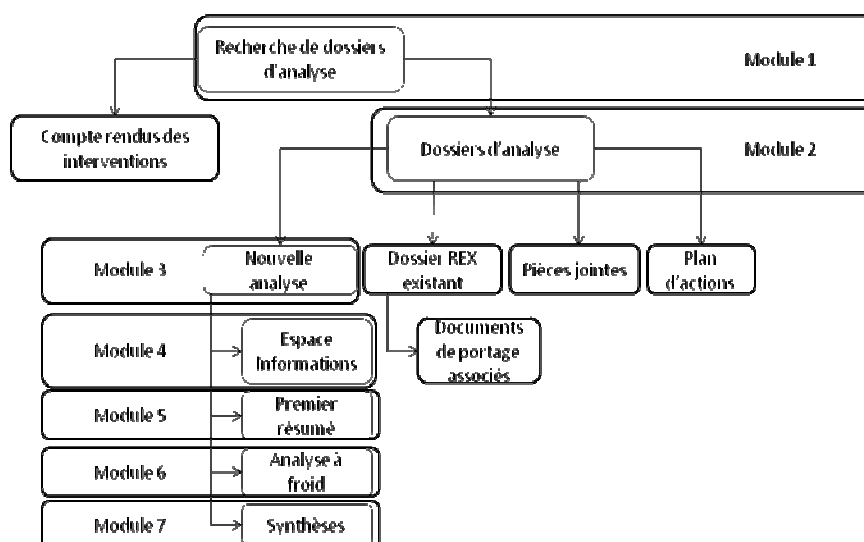 Recherche de dossiers
d'analyse
Module 1
Compte rendus des
interventions
Dossiers d'analyse
Module 2
Module 3
Nouvelle
analyse
Dossier REX
existant
Pièces jointes
Plan
d'actions
Module 4
Espace
Informations
Documents
de portage
associés
Module 5
Premier
résumé
Module 6
Analyse à
froid
Module 7
Synthèses